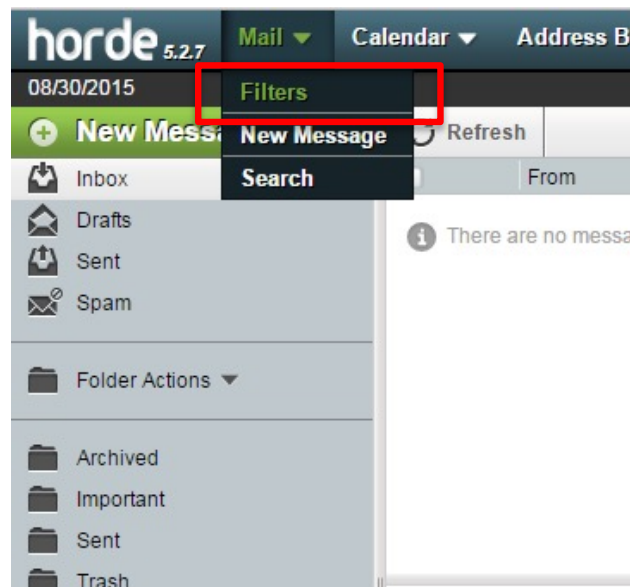 horde 5.2.7 Mail Calendar Address B
08/30/2015 Filters
New Messa New Message Refresh
Inbox Search From
Drafts There are no messa
Sent
Spam
Folder Actions
Archived
Important
Sent
Trash